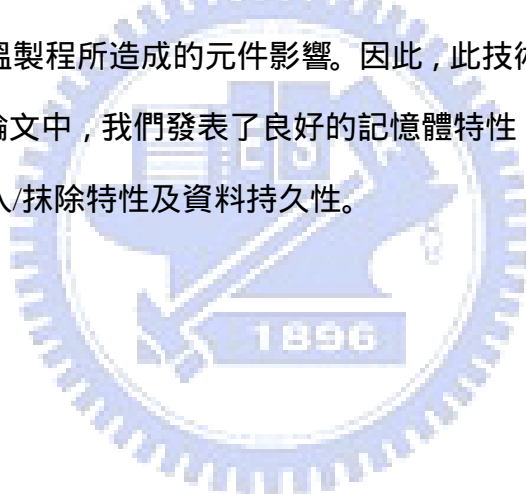 溫製程所造成的元件影響。因此，此技術
論文中，我們發表了良好的記憶體特性，
入/抹除特性及資料持久性。
1896